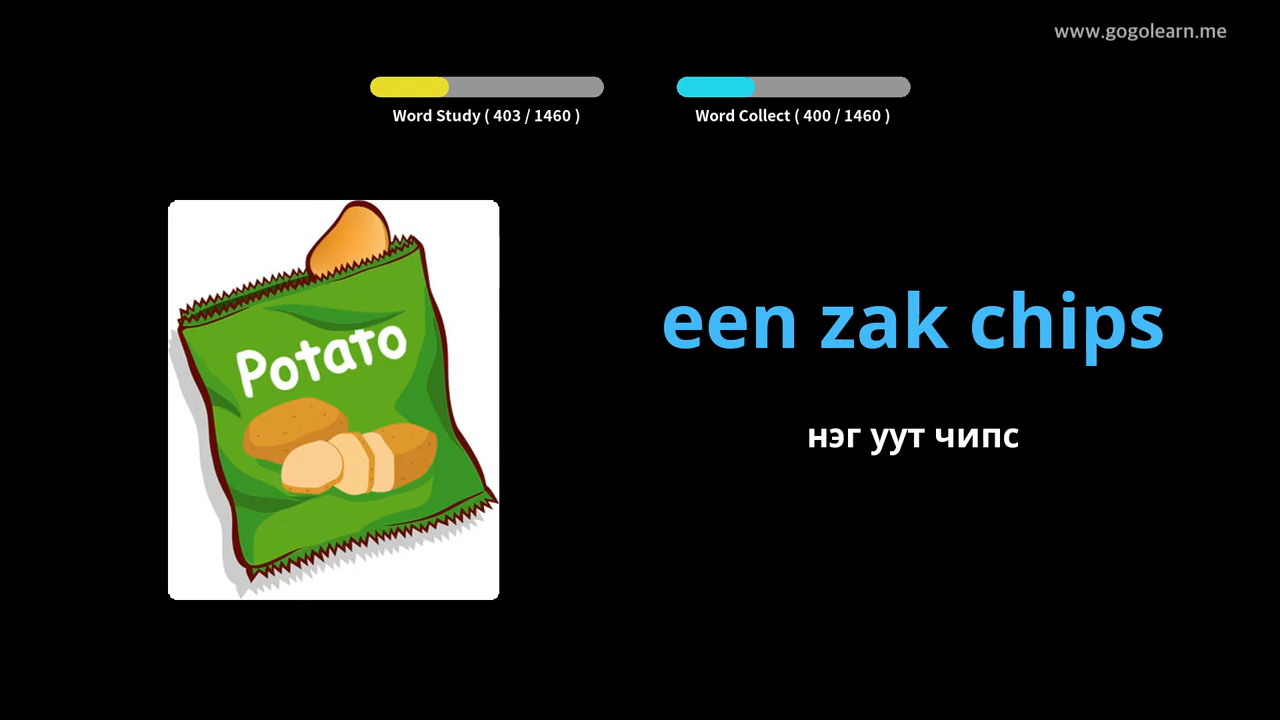 www.gogolearn.me
Word Study ( 403 / 1460 )
Word Collect ( 400 / 1460 )
Potato
een zak chips
нэг уут чипс